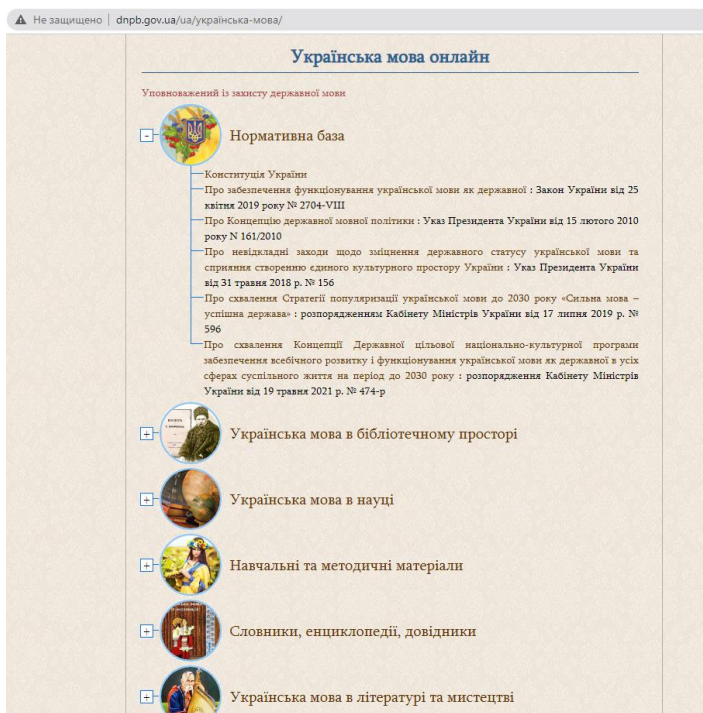 Не защищено | dnpb.gov.ua/ua/українська-мова/
Українська мова онлайн
Уповноважений із захисту державної мови
Нормативна база
Конституція України
Про забезпечення функціонування української мови як державної : Закон України від 25
квітня 2019 року № 2704-VIII
Про Концепцію державної мовної політики : Указ Президента України від 15 лютого 2010
року N 161/2010
Про невідкладні заходи щодо зміцнення державного статусу української мови та
сприяння створенню єдиного культурного простору України : Указ Президента України
від 31 травня 2018 р. № 156
Про схвалення Стратегії популяризації української мови до 2030 року «Сильна мова –
успішна держава» : розпорядженням Кабінету Міністрів України від 17 липня 2019 р. №
596
Про схвалення Концепції Державної цільової національно-культурної програми
забезпечення всебічного розвитку і функціонування української мови як державної в усіх
сферах суспільного життя на період до 2030 року : розпорядження Кабінету Міністрів
України від 19 травня 2021 р. № 474-р
Українська мова в бібліотечному просторі
Українська мова в науці
Навчальні та методичні матеріали
Словники, енциклопедії, довідники
Українська мова в літературі та мистецтві